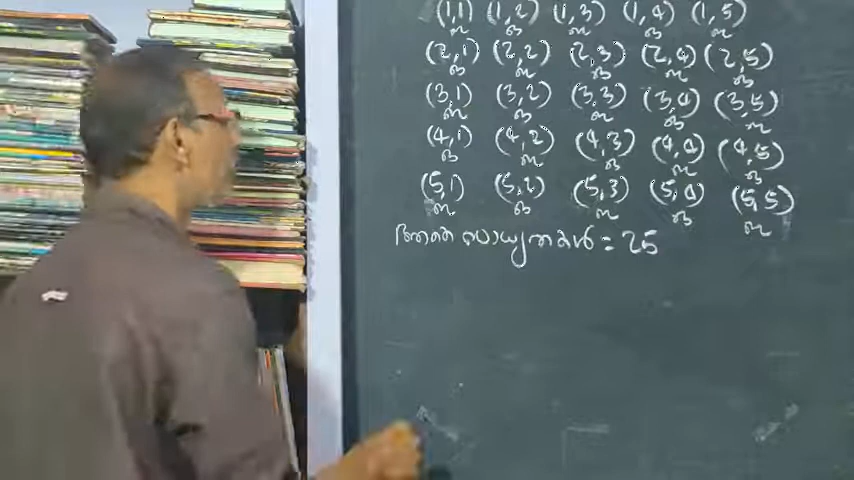 (1,1) (1,2) (1,3) (1,4) (1,5)
ഇ ഒ ഇ ഒ ഇ
(2,1) (2,2) (2,3) (2,4) (2,5)
ഒ ഇ ഒ ഇ ഒ
(3,1) (3,2) (3,3) (3,4) (3,5)
ഇ ഒ ഇ ഒ ഇ
(4,1) (4,2) (4,3) (4,4) (4,5)
ഒ ഇ ഒ ഇ ഒ
(5,1) (5,2) (5,3) (5,4) (5,5)
ഇ ഒ ഇ ഒ ഇ
ആകെ സാധ്യതകൾ = 25